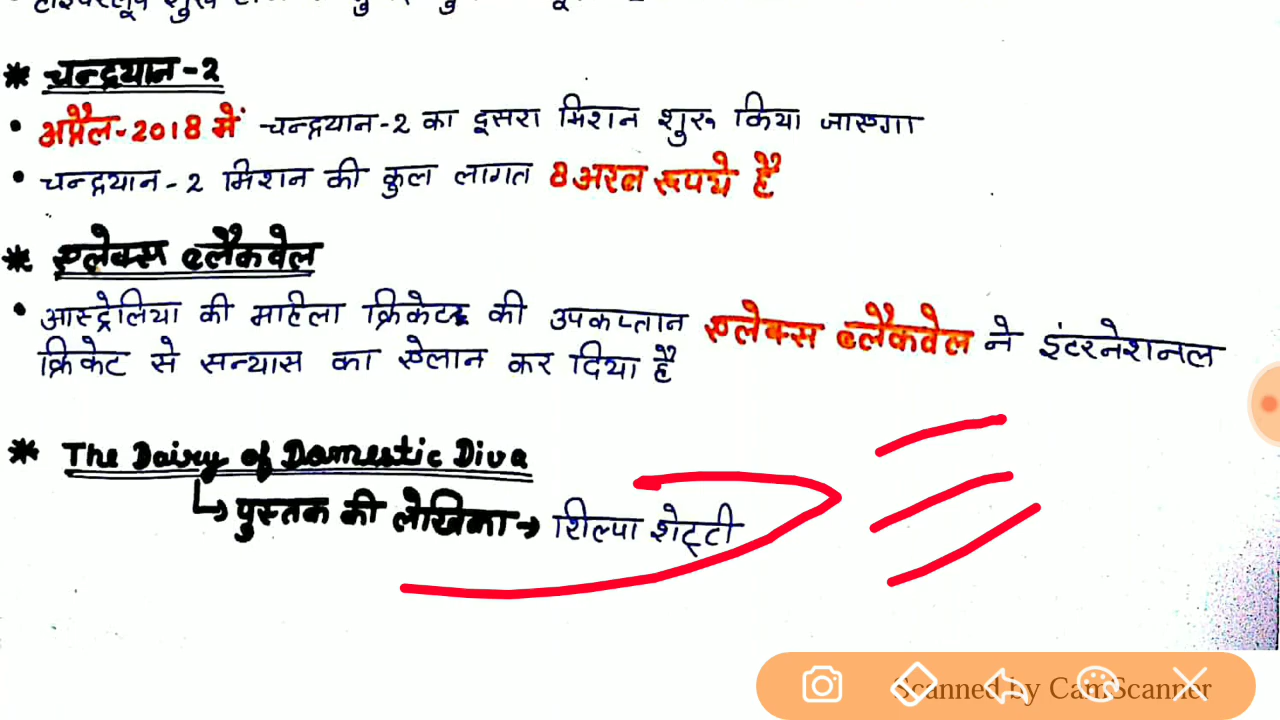 * चन्द्रयान-2
• अप्रैल-2018 में चन्द्रयान-2 का दूसरा मिशन शुरू किया जाएगा
• चन्द्रयान-2 मिशन की कुल लागत 8 अरब रूपये है
* एलेक्स ब्लैकवेल
• आस्ट्रेलिया की महिला क्रिकेटर की उपकप्तान एलेक्स ब्लैकवेल ने इंटरनेशनल
क्रिकेट से सन्यास का ऐलान कर दिया है
* The Dairy of Domestic Diva
↳ पुस्तक की लेखिका → शिल्पा शेट्टी
Scanned by CamScanner